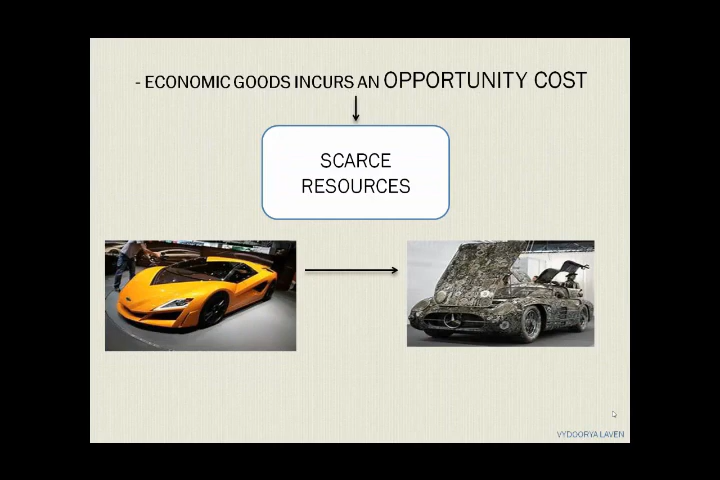 - ECONOMIC GOODS INCURS AN OPPORTUNITY COST
SCARCE
RESOURCES
VYDOORYA LAVEN